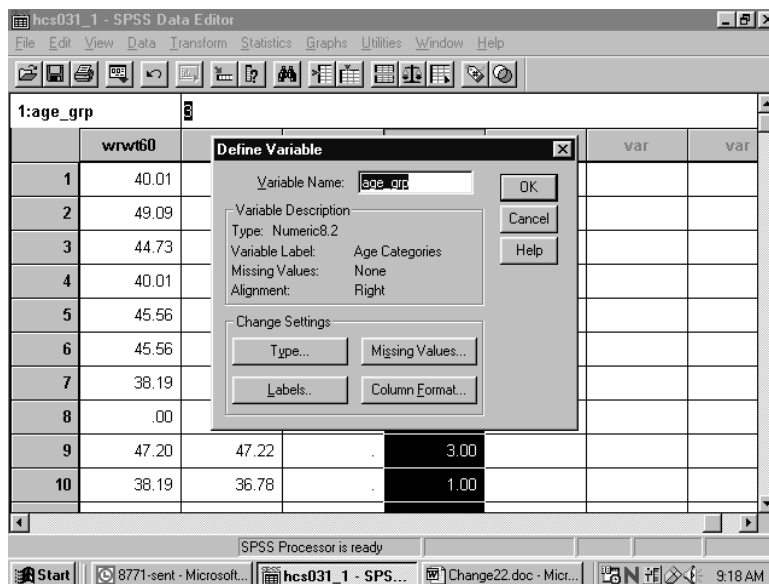 hcs031_1 - SPSS Data Editor
File Edit View Data Transform Statistics Graphs Utilities Window Help
1:age_grp 3
wrwt60 var var
Define Variable
Variable Name: age_grp
OK
Variable Description
Cancel
Type: Numeric8.2
Variable Label: Age Categories
Help
Missing Values: None
Alignment: Right
Change Settings
Type... Missing Values...
Labels.. Column Format...
1 40.01
2 49.09
3 44.73
4 40.01
5 45.56
6 45.56
7 38.19
8 .00
9 47.20 47.22 . 3.00
10 38.19 36.78 . 1.00
SPSS Processor is ready
Start 8771-sent - Microsoft... hcs031_1 - SPS... Change22.doc - Micr... 9:18 AM